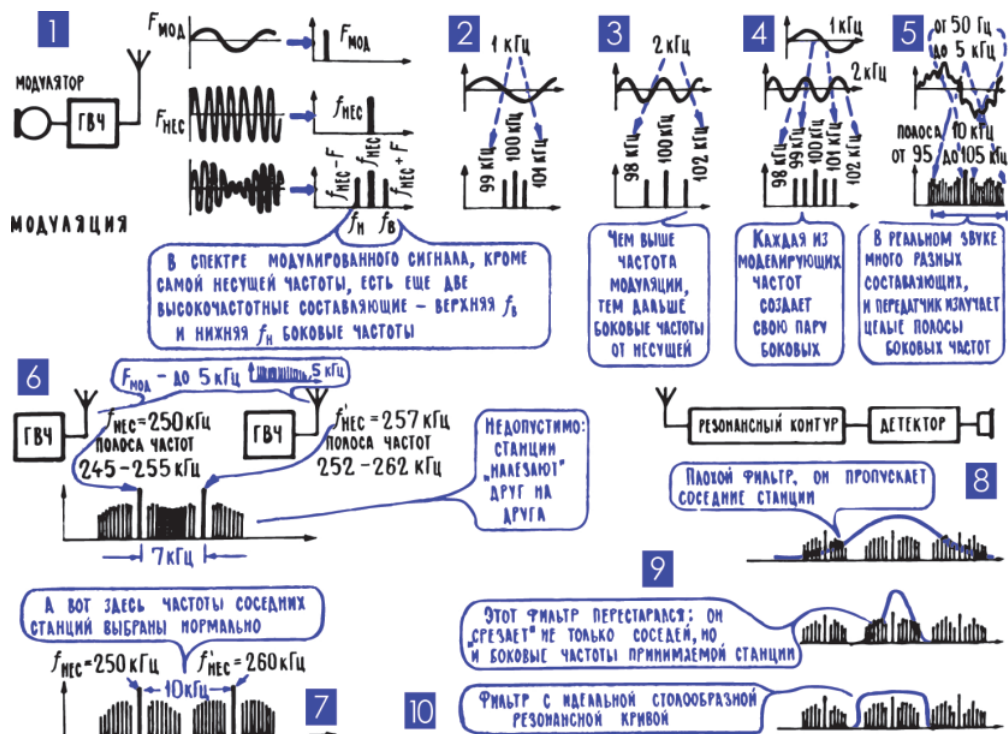 1
МОДУЛЯТОР
ГВЧ
МОДУЛЯЦИЯ
FМОД
FМОД
FНЕС
fНЕС
fНЕС-F
fНЕС
fНЕС+F
fН
fВ
В СПЕКТРЕ МОДУЛИРОВАННОГО СИГНАЛА, КРОМЕ
САМОЙ НЕСУЩЕЙ ЧАСТОТЫ, ЕСТЬ ЕЩЕ ДВЕ
ВЫСОКОЧАСТОТНЫЕ СОСТАВЛЯЮЩИЕ – ВЕРХНЯЯ fВ
И НИЖНЯЯ fН БОКОВЫЕ ЧАСТОТЫ
2
1 кГц
99 кГц
100 кГц
101 кГц
3
2 кГц
98 кГц
100 кГц
102 кГц
ЧЕМ ВЫШЕ
ЧАСТОТА
МОДУЛЯЦИИ,
ТЕМ ДАЛЬШЕ
БОКОВЫЕ ЧАСТОТЫ
ОТ НЕСУЩЕЙ
4
1 кГц
2 кГц
98 кГц
99 кГц
100 кГц
101 кГц
102 кГц
КАЖДАЯ ИЗ
МОДЕЛИРУЮЩИХ
ЧАСТОТ
СОЗДАЕТ
СВОЮ ПАРУ
БОКОВЫХ
5
от 50 Гц
до 5 кГц
ПОЛОСА 10 кГц
от 95 до 105 кГц
В РЕАЛЬНОМ ЗВУКЕ
МНОГО РАЗНЫХ
СОСТАВЛЯЮЩИХ,
И ПЕРЕДАТЧИК ИЗЛУЧАЕТ
ЦЕЛЫЕ ПОЛОСЫ
БОКОВЫХ ЧАСТОТ
6
FМОД – ДО 5 кГц
5 кГц
ГВЧ
fНЕС=250 кГц
ПОЛОСА ЧАСТОТ
245–255 кГц
ГВЧ
f'НЕС=257 кГц
ПОЛОСА ЧАСТОТ
252–262 кГц
7 кГц
НЕДОПУСТИМО:
СТАНЦИИ
„НАЛЕЗАЮТ"
ДРУГ НА
ДРУГА
А ВОТ ЗДЕСЬ ЧАСТОТЫ СОСЕДНИХ
СТАНЦИЙ ВЫБРАНЫ НОРМАЛЬНО
fНЕС=250 кГц
f'НЕС=260 кГц
10 кГц
7
РЕЗОНАНСНЫЙ КОНТУР
ДЕТЕКТОР
8
ПЛОХОЙ ФИЛЬТР, ОН ПРОПУСКАЕТ
СОСЕДНИЕ СТАНЦИИ
9
ЭТОТ ФИЛЬТР ПЕРЕСТАРАЛСЯ: ОН
„СРЕЗАЕТ" НЕ ТОЛЬКО СОСЕДЕЙ, НО
И БОКОВЫЕ ЧАСТОТЫ ПРИНИМАЕМОЙ СТАНЦИИ
10
ФИЛЬТР С ИДЕАЛЬНОЙ СТОЛООБРАЗНОЙ
РЕЗОНАНСНОЙ КРИВОЙ